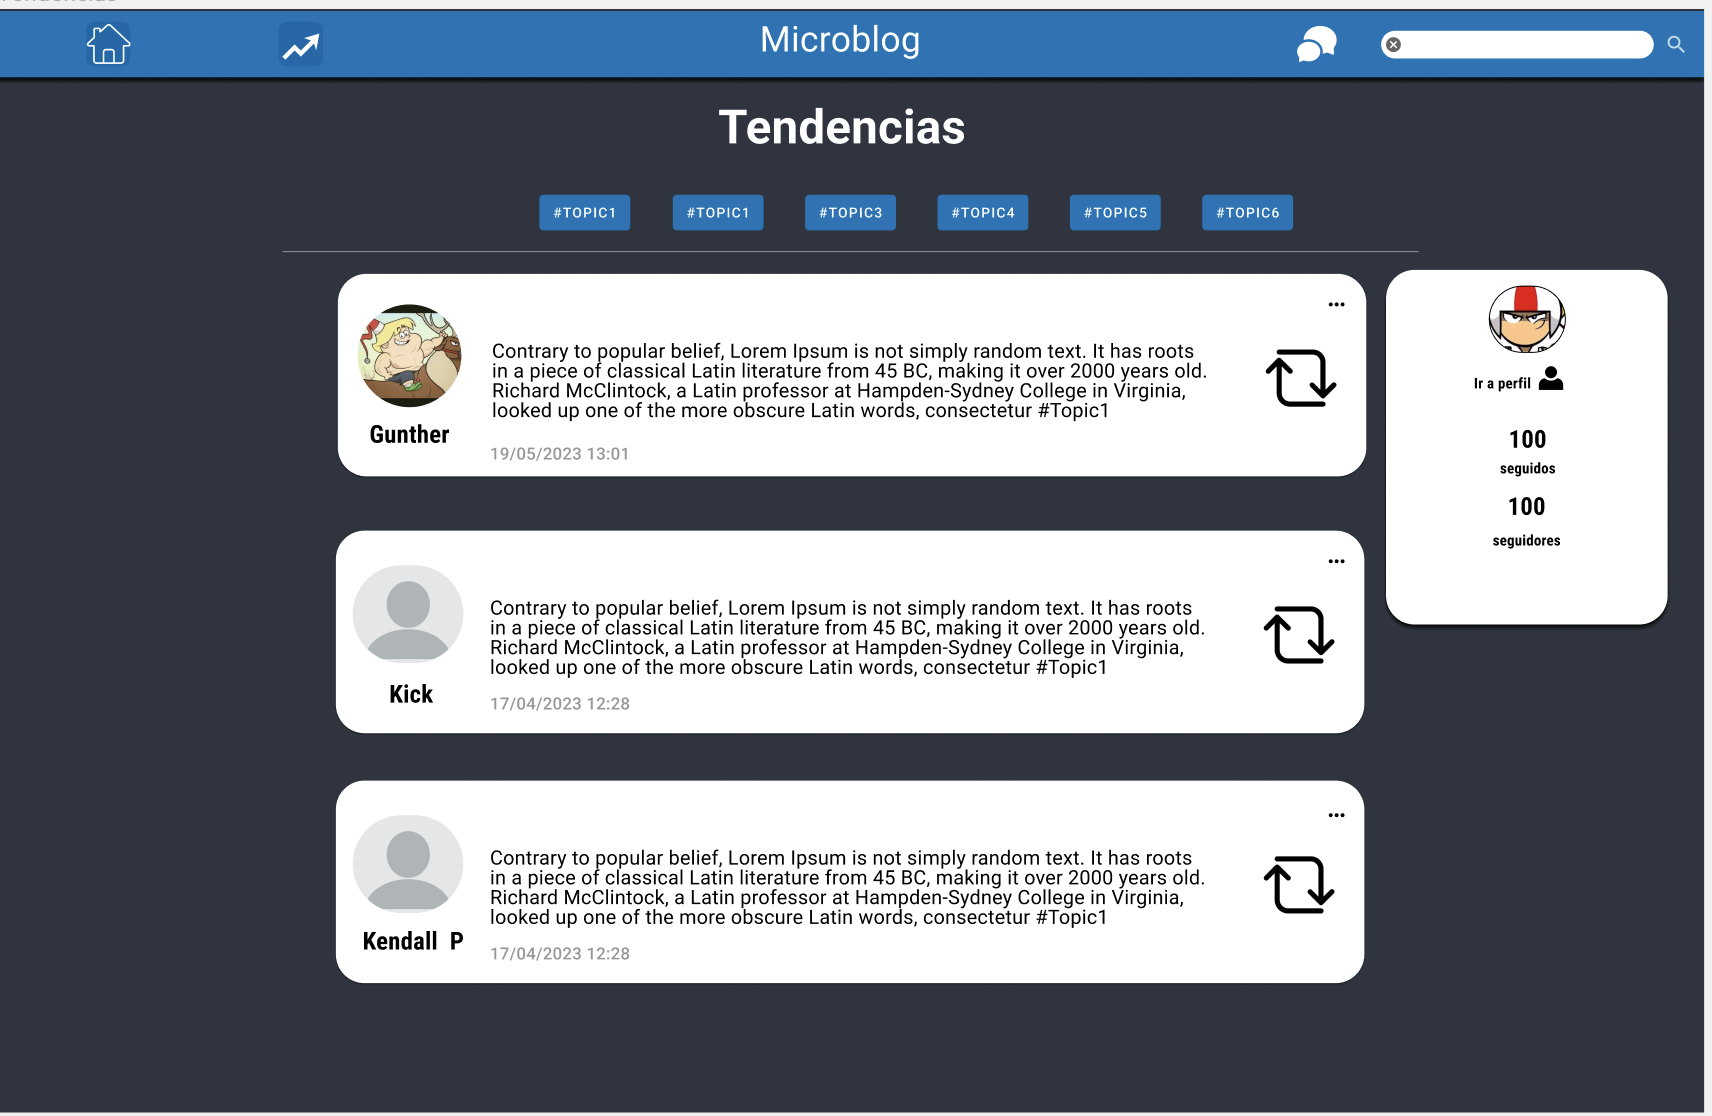 Microblog
Tendencias
#TOPIC1 #TOPIC1 #TOPIC3 #TOPIC4 #TOPIC5 #TOPIC6
Contrary to popular belief, Lorem Ipsum is not simply random text. It has roots
in a piece of classical Latin literature from 45 BC, making it over 2000 years old.
Richard McClintock, a Latin professor at Hampden-Sydney College in Virginia,
looked up one of the more obscure Latin words, consectetur #Topic1
Gunther
19/05/2023 13:01
Ir a perfil
100
seguidos
100
seguidores
Contrary to popular belief, Lorem Ipsum is not simply random text. It has roots
in a piece of classical Latin literature from 45 BC, making it over 2000 years old.
Richard McClintock, a Latin professor at Hampden-Sydney College in Virginia,
looked up one of the more obscure Latin words, consectetur #Topic1
Kick
17/04/2023 12:28
Contrary to popular belief, Lorem Ipsum is not simply random text. It has roots
in a piece of classical Latin literature from 45 BC, making it over 2000 years old.
Richard McClintock, a Latin professor at Hampden-Sydney College in Virginia,
looked up one of the more obscure Latin words, consectetur #Topic1
Kendall P
17/04/2023 12:28